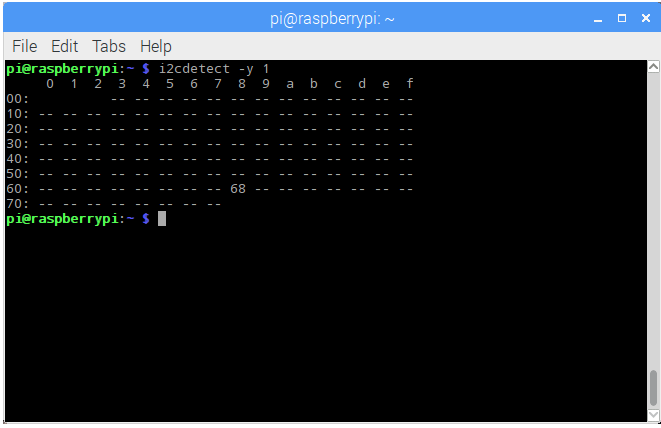 pi@raspberrypi: ~
File Edit Tabs Help
pi@raspberrypi:~ $ i2cdetect -y 1
     0  1  2  3  4  5  6  7  8  9  a  b  c  d  e  f
00:          -- -- -- -- -- -- -- -- -- -- -- -- --
10: -- -- -- -- -- -- -- -- -- -- -- -- -- -- -- --
20: -- -- -- -- -- -- -- -- -- -- -- -- -- -- -- --
30: -- -- -- -- -- -- -- -- -- -- -- -- -- -- -- --
40: -- -- -- -- -- -- -- -- -- -- -- -- -- -- -- --
50: -- -- -- -- -- -- -- -- -- -- -- -- -- -- -- --
60: -- -- -- -- -- -- -- -- 68 -- -- -- -- -- -- --
70: -- -- -- -- -- -- -- --
pi@raspberrypi:~ $